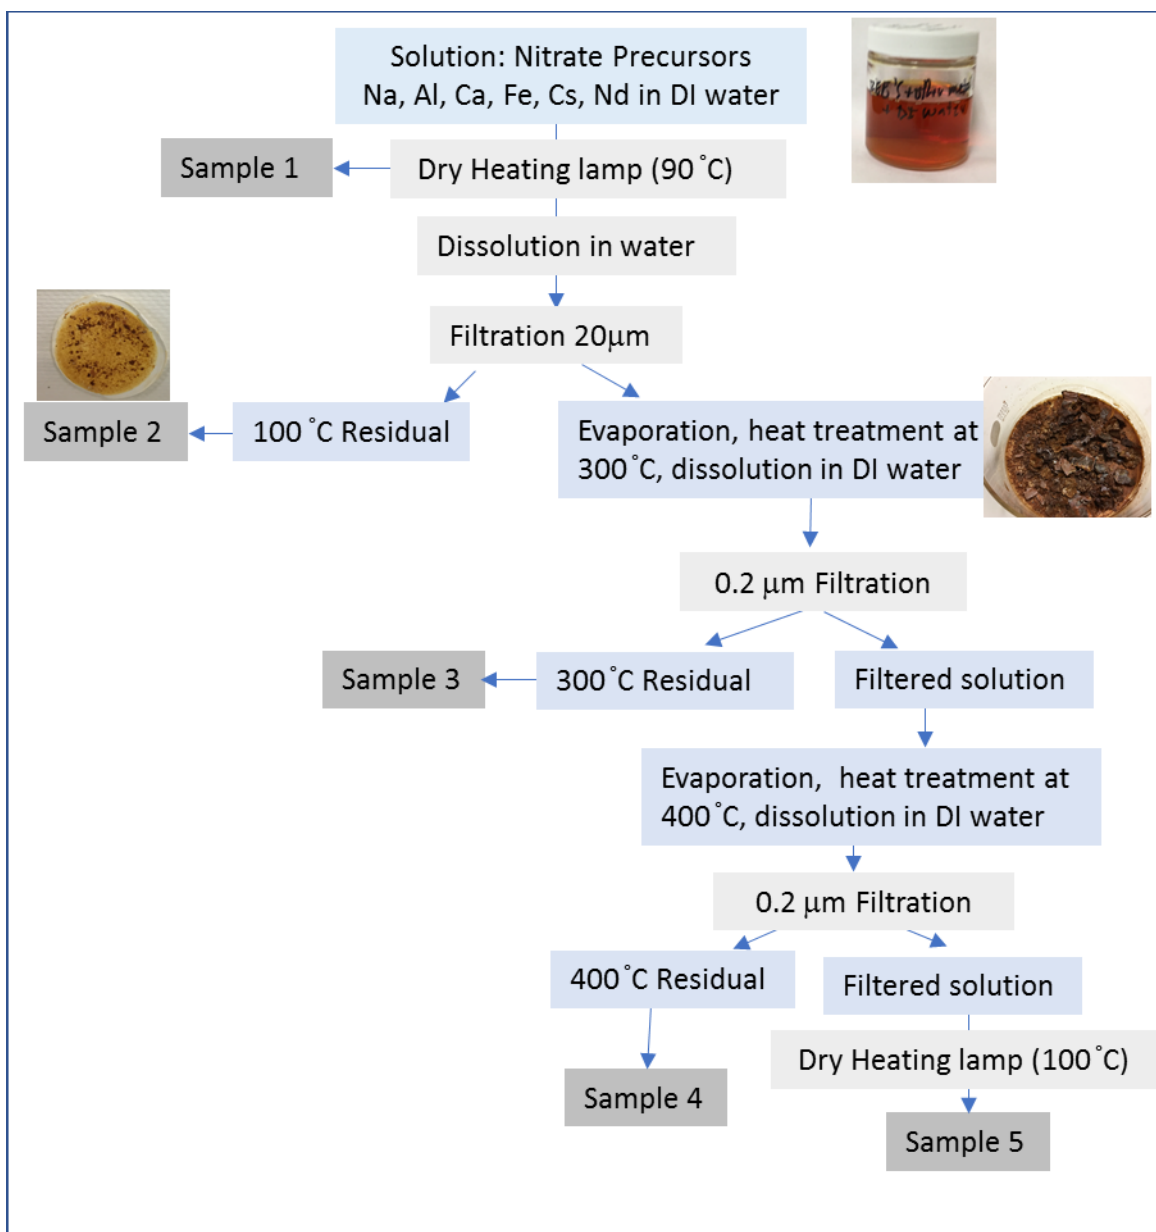 Solution: Nitrate Precursors
Na, Al, Ca, Fe, Cs, Nd in DI water
+ DI water
Sample 1
Dry Heating lamp (90 °C)
Dissolution in water
Filtration 20μm
Sample 2
100 °C Residual
Evaporation, heat treatment at
300 °C, dissolution in DI water
0.2 μm Filtration
Sample 3
300 °C Residual
Filtered solution
Evaporation, heat treatment at
400 °C, dissolution in DI water
0.2 μm Filtration
400 °C Residual
Filtered solution
Dry Heating lamp (100 °C)
Sample 4
Sample 5